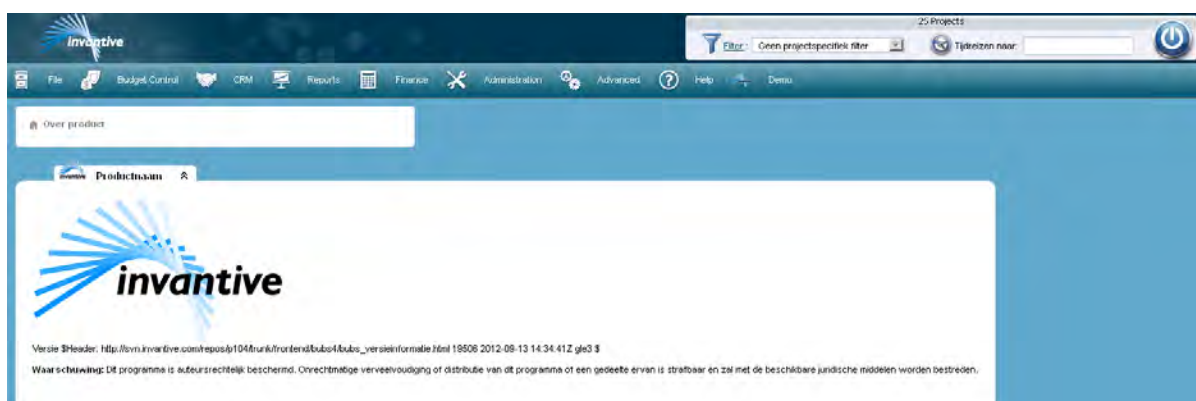 invantive
25 Projects
Filter: Geen projectspecifiek filter Tijdreizen naar:
File Budget Control CRM Reports Finance Administration Advanced Help Demo
Over product
Productnaam
invantive
Versie $Header: http://svn.invantive.com/repos/p104/trunk/frontend/bubs4/bubs_versieinformatie.html 19506 2012-09-13 14:34:41Z gle3 $
Waarschuwing: Dit programma is auteursrechtelijk beschermd. Onrechtmatige verveelvoudiging of distributie van dit programma of een gedeelte ervan is strafbaar en zal met de beschikbare juridische middelen worden bestreden.